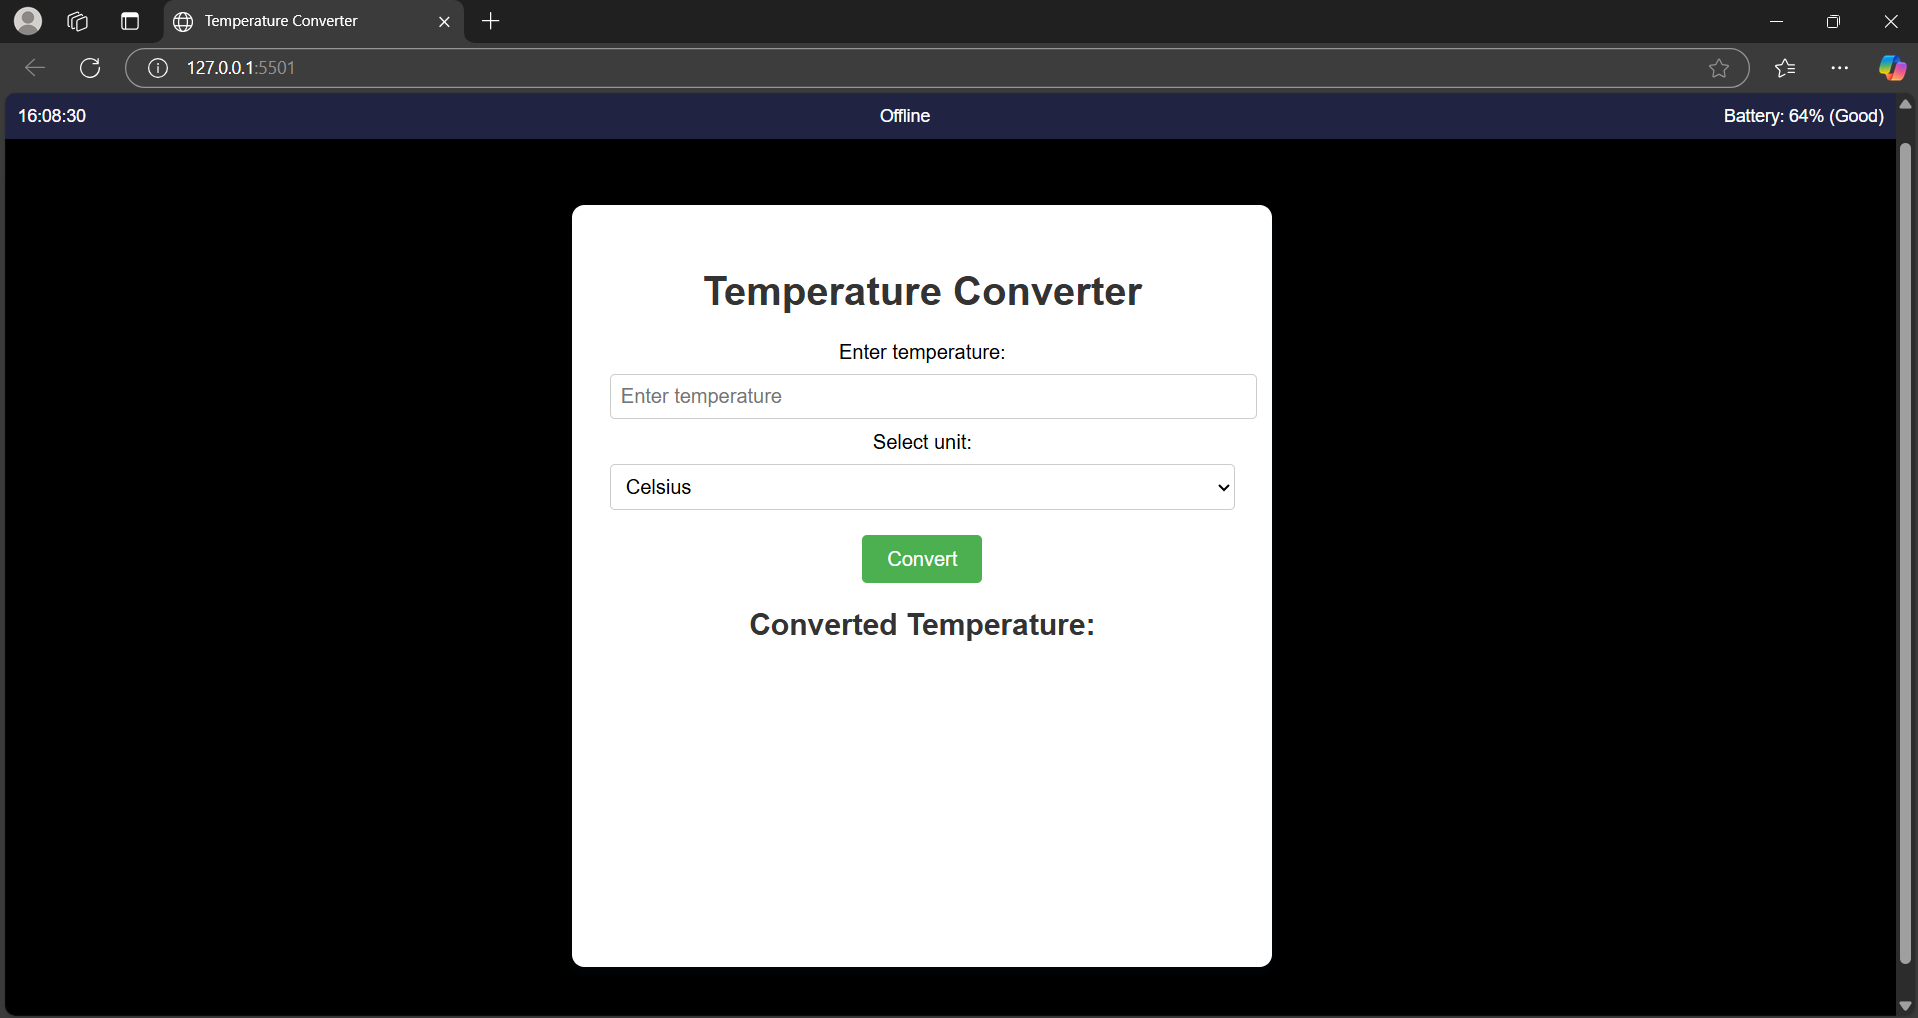 Temperature Converter
127.0.0.1:5501
16:08:30
Offline
Battery: 64% (Good)
Temperature Converter
Enter temperature:
Enter temperature
Select unit:
Celsius
Convert
Converted Temperature: